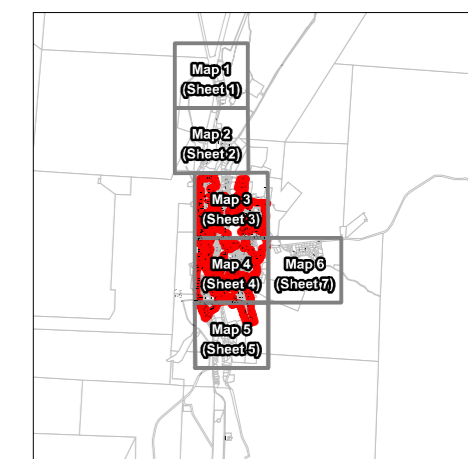 Map 1
(Sheet 1)
Map 2
(Sheet 2)
Map 3
(Sheet 3)
Map 4
(Sheet 4)
Map 6
(Sheet 7)
Map 5
(Sheet 5)